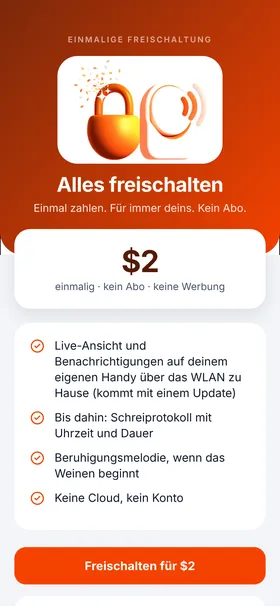 EINMALIGE FREISCHALTUNG
Alles freischalten
Einmal zahlen. Für immer deins. Kein Abo.
$2
einmalig · kein Abo · keine Werbung
Live-Ansicht und
Benachrichtigungen auf deinem
eigenen Handy über das WLAN zu
Hause (kommt mit einem Update)
Bis dahin: Schreiprotokoll mit
Uhrzeit und Dauer
Beruhigungsmelodie, wenn das
Weinen beginnt
Keine Cloud, kein Konto
Freischalten für $2